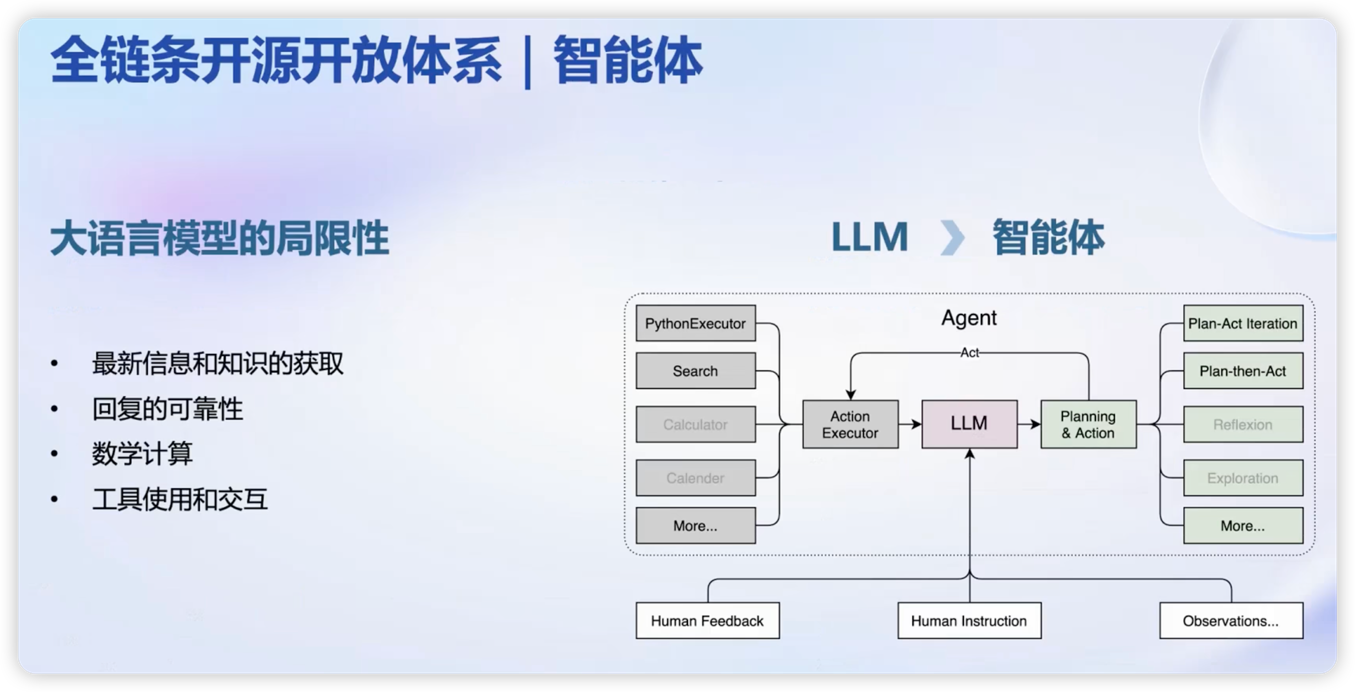 全链条开源开放体系｜智能体
大语言模型的局限性
• 最新信息和知识的获取
• 回复的可靠性
• 数学计算
• 工具使用和交互
LLM 》 智能体
Agent
PythonExecutor
Search
Calculator
Calender
More...
Act
Action
Executor
LLM
Planning
& Action
Plan-Act Iteration
Plan-then-Act
Reflexion
Exploration
More...
Human Feedback
Human Instruction
Observations...